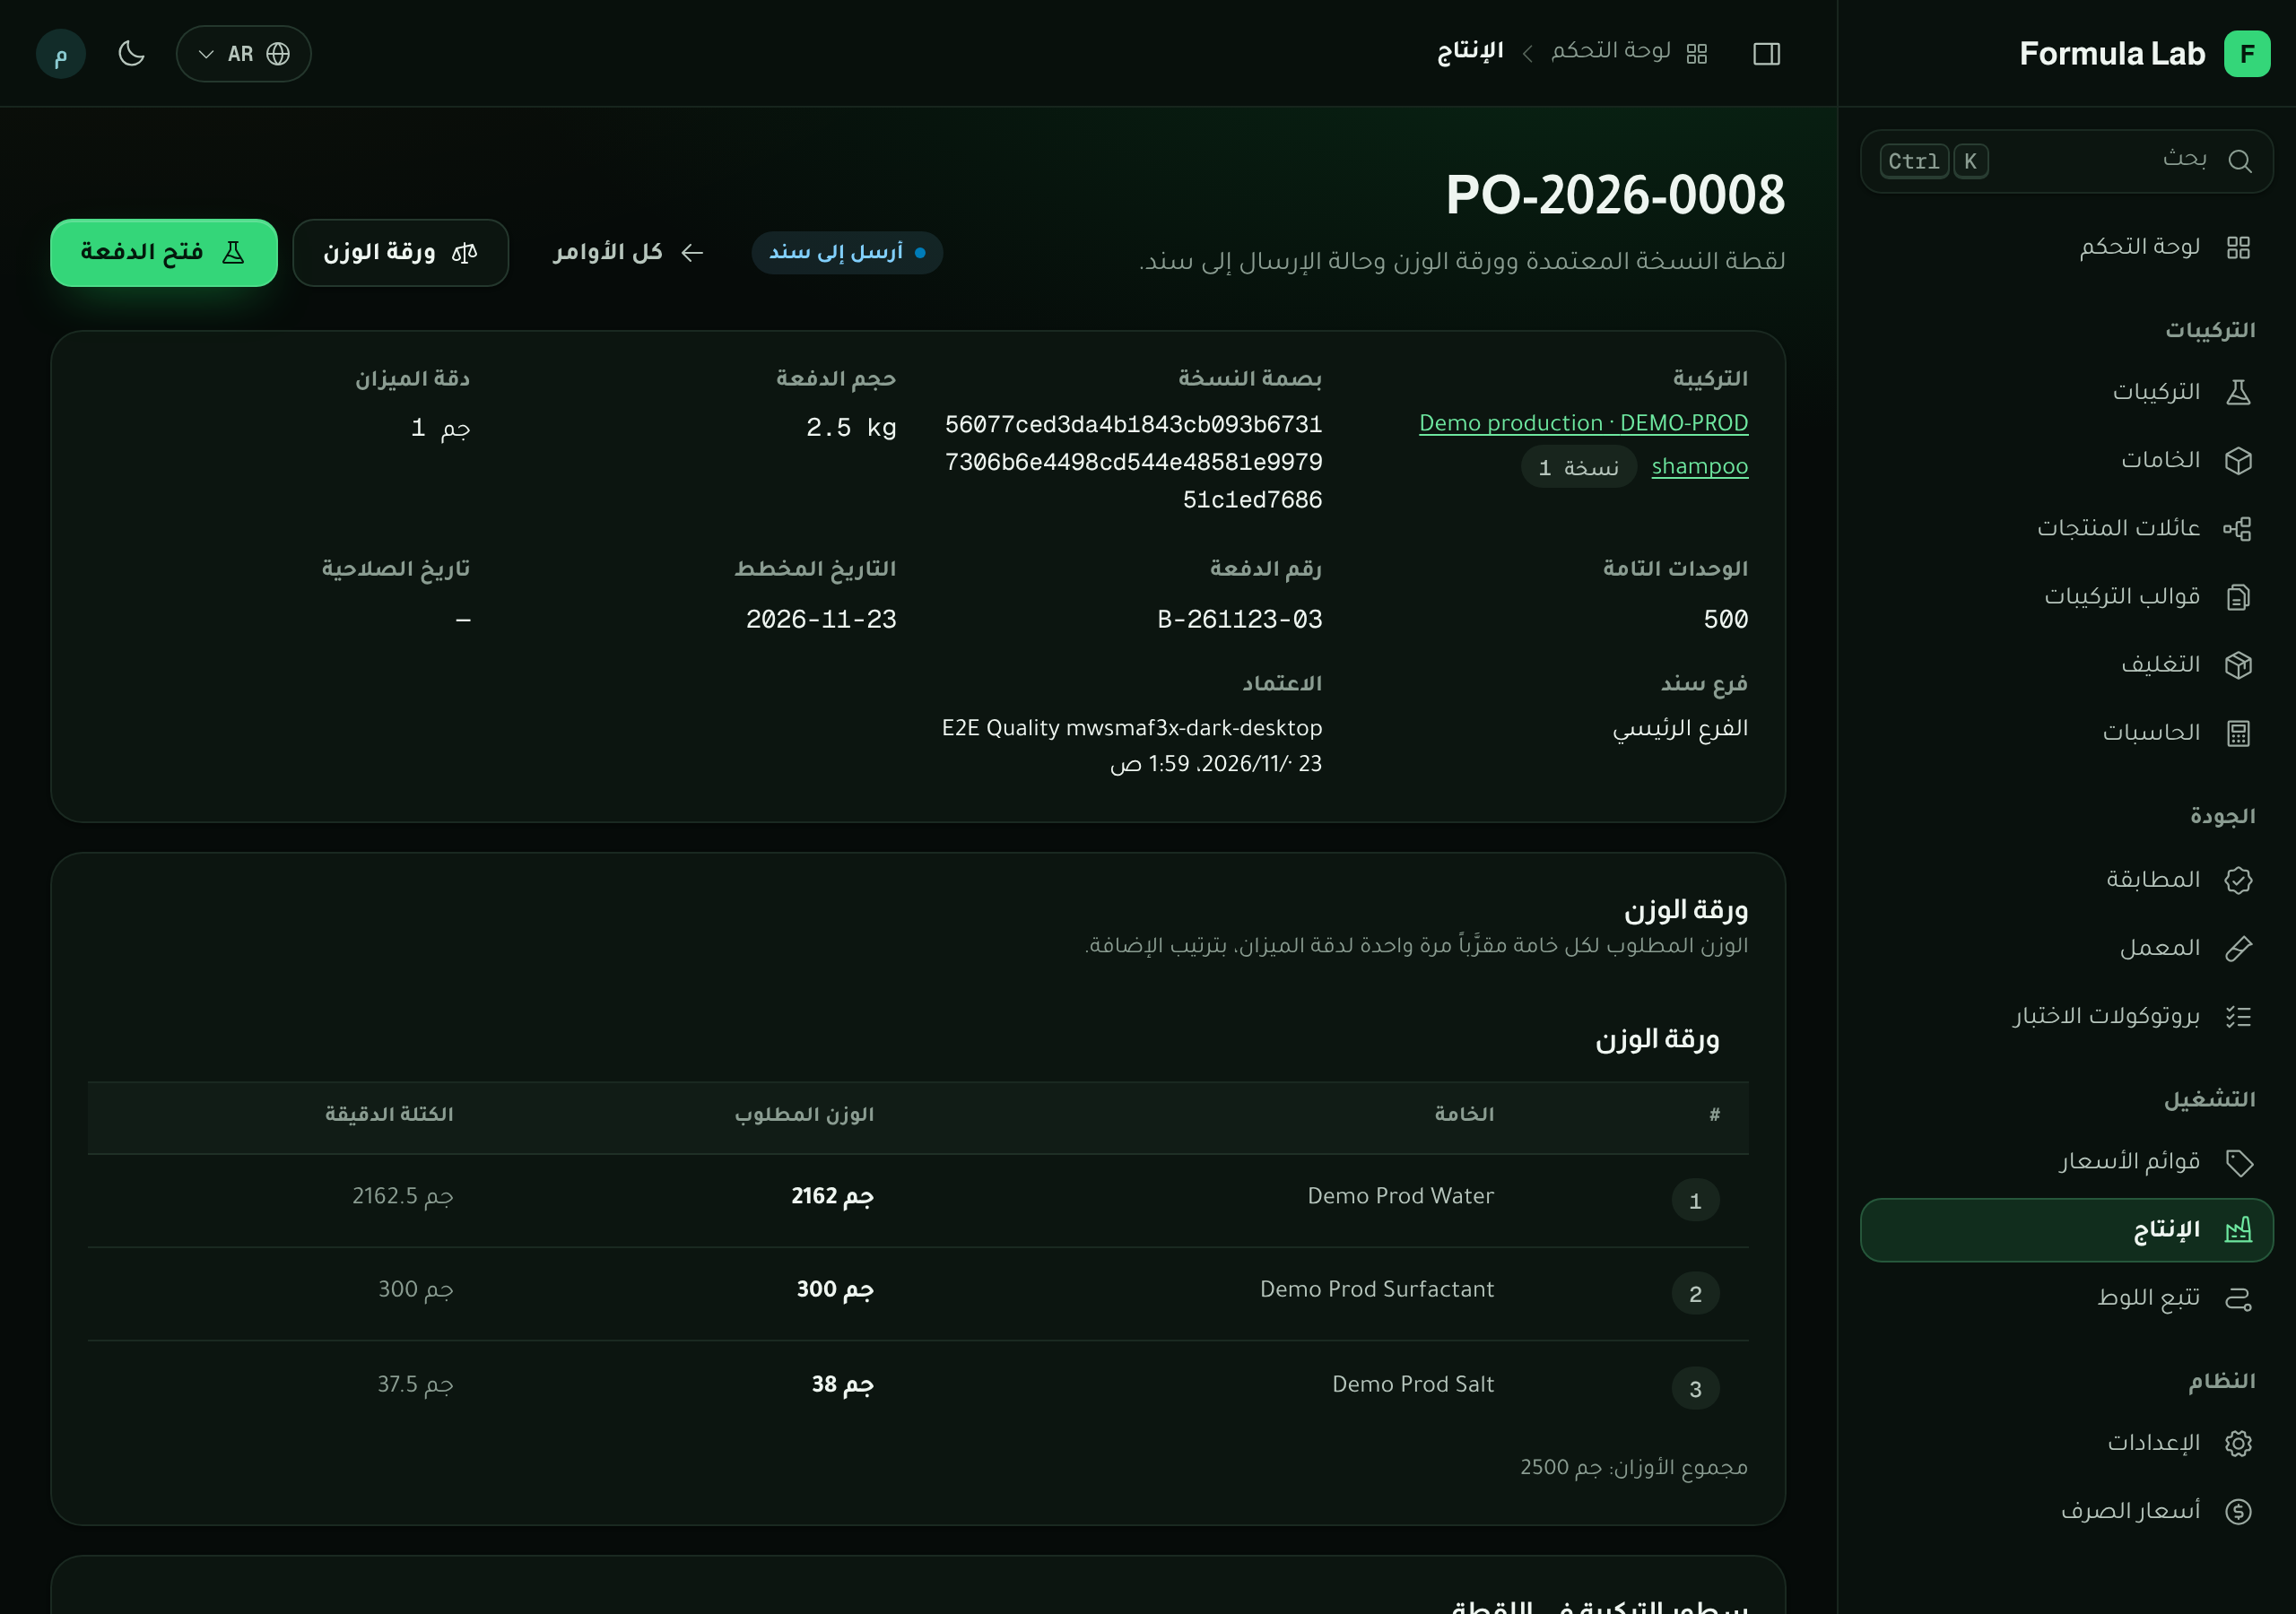 Formula Lab
F
بحث
Ctrl K
لوحة التحكم
التركيبات
التركيبات
الخامات
عائلات المنتجات
قوالب التركيبات
التغليف
الحاسبات
الجودة
المطابقة
المعمل
بروتوكولات الاختبار
التشغيل
قوائم الأسعار
الإنتاج
تتبع اللوط
النظام
الإعدادات
أسعار الصرف
لوحة التحكم
الإنتاج
AR
م
PO-2026-0008
لقطة النسخة المعتمدة وورقة الوزن وحالة الإرسال إلى سند.
أرسل إلى سند
كل الأوامر
ورقة الوزن
فتح الدفعة
التركيبة
Demo production · DEMO-PROD
shampoo
نسخة 1
بصمة النسخة
56077ced3da4b1843cb093b6731
7306b6e4498cd544e48581e9979
51c1ed7686
حجم الدفعة
2.5 kg
دقة الميزان
جم 1
الوحدات التامة
500
رقم الدفعة
B-261123-03
التاريخ المخطط
2026-11-23
تاريخ الصلاحية
—
فرع سند
الفرع الرئيسي
الاعتماد
E2E Quality mwsmaf3x-dark-desktop
23 ‏/11‏/2026، 1:59 ص
ورقة الوزن
الوزن المطلوب لكل خامة مقرَّباً مرة واحدة لدقة الميزان، بترتيب الإضافة.
ورقة الوزن
# الخامة الوزن المطلوب الكتلة الدقيقة
1 Demo Prod Water جم 2162 جم 2162.5
2 Demo Prod Surfactant جم 300 جم 300
3 Demo Prod Salt جم 38 جم 37.5
مجموع الأوزان: جم 2500
سطور التركيبة في اللقطة